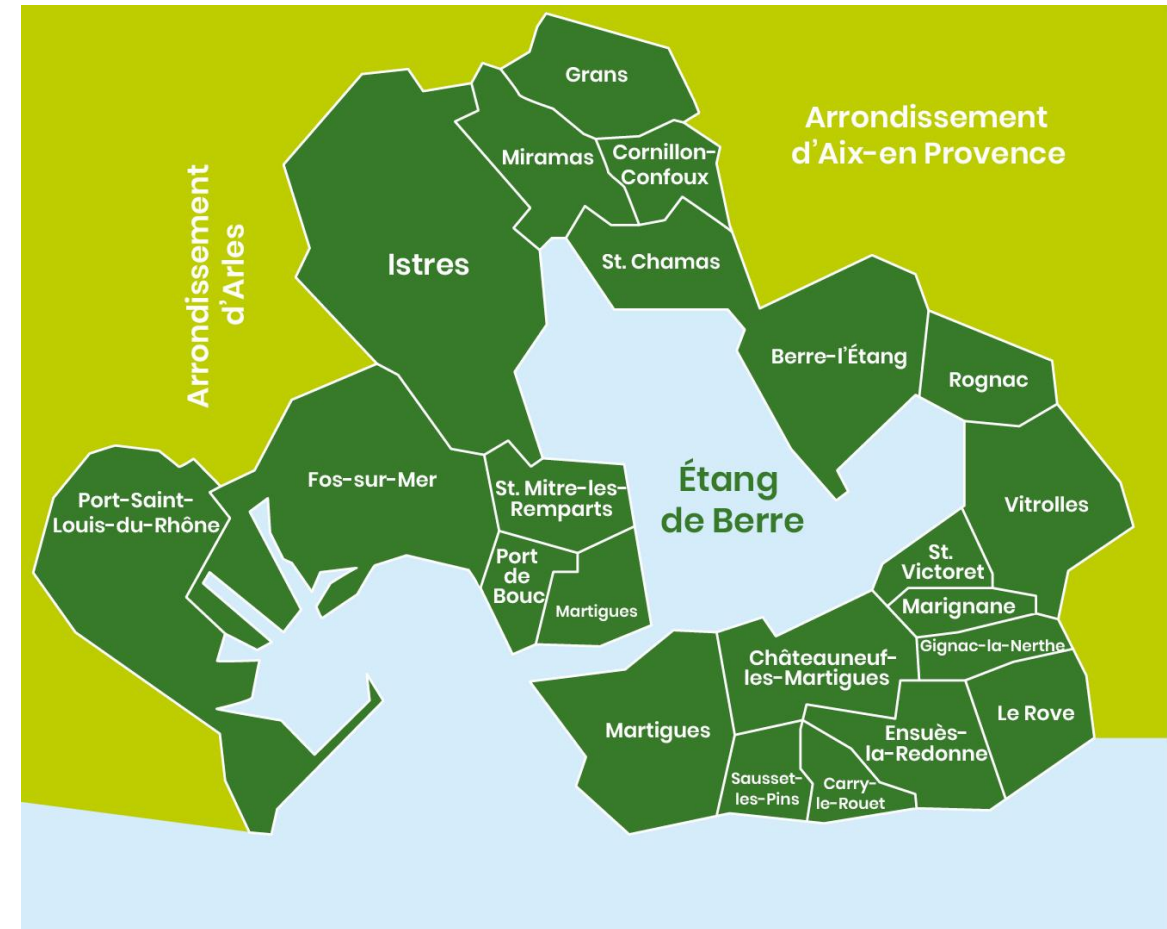 Grans
Arrondissement
d'Aix-en Provence
Miramas
Cornillon-
Confoux
Arrondissement
d'Arles
Istres
St. Chamas
Berre-l'Étang
Rognac
Étang
de Berre
Fos-sur-Mer
St. Mitre-les-
Remparts
Port-Saint-
Louis-du-Rhône
Vitrolles
Port
de
Bouc
Martigues
St.
Victoret
Marignane
Gignac-la-Nerthe
Châteauneuf-
les-Martigues
Martigues
Le Rove
Ensuès-
la-Redonne
Sausset-
les-Pins
Carry-
le-Rouet